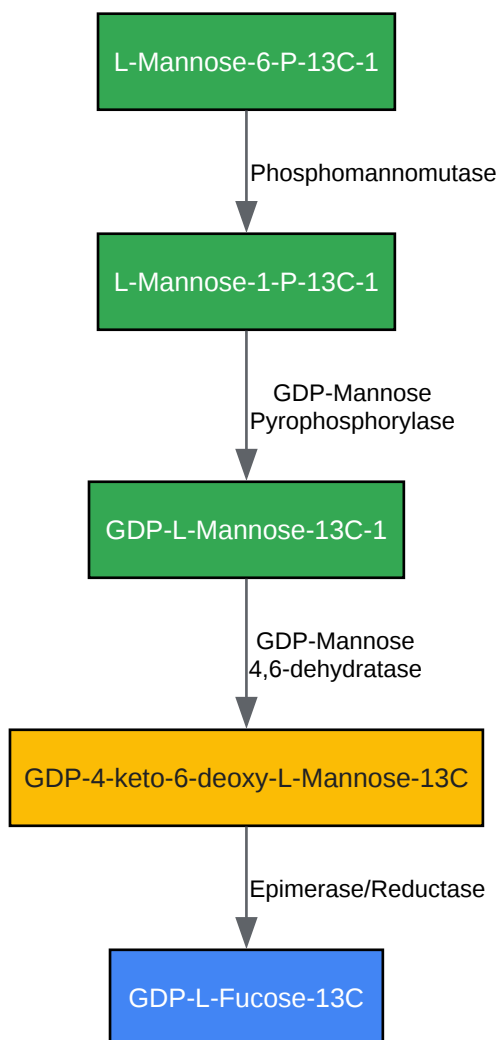 L-Mannose-6-P-13C-1
Phosphomannomutase
L-Mannose-1-P-13C-1
GDP-Mannose
Pyrophosphorylase
GDP-L-Mannose-13C-1
GDP-Mannose
4,6-dehydratase
GDP-4-keto-6-deoxy-L-Mannose-13C
Epimerase/Reductase
GDP-L-Fucose-13C